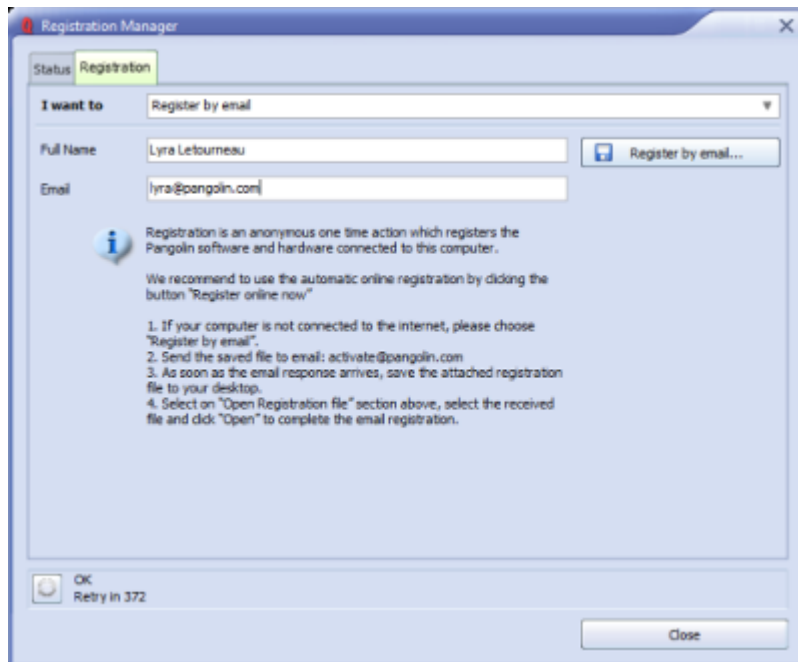 Registration Manager
Status Registration
I want to Register by email
Full Name Lyra Letourneau Register by email...
Email lyra@pangolin.com
Registration is an anonymous one time action which registers the
Pangolin software and hardware connected to this computer.
We recommend to use the automatic online registration by clicking the
button "Register online now"
1. If your computer is not connected to the internet, please choose
"Register by email".
2. Send the saved file to email: activate@pangolin.com
3. As soon as the email response arrives, save the attached registration
file to your desktop.
4. Select on "Open Registration file" section above, select the received
file and click "Open" to complete the email registration.
OK
Retry in 372
Close